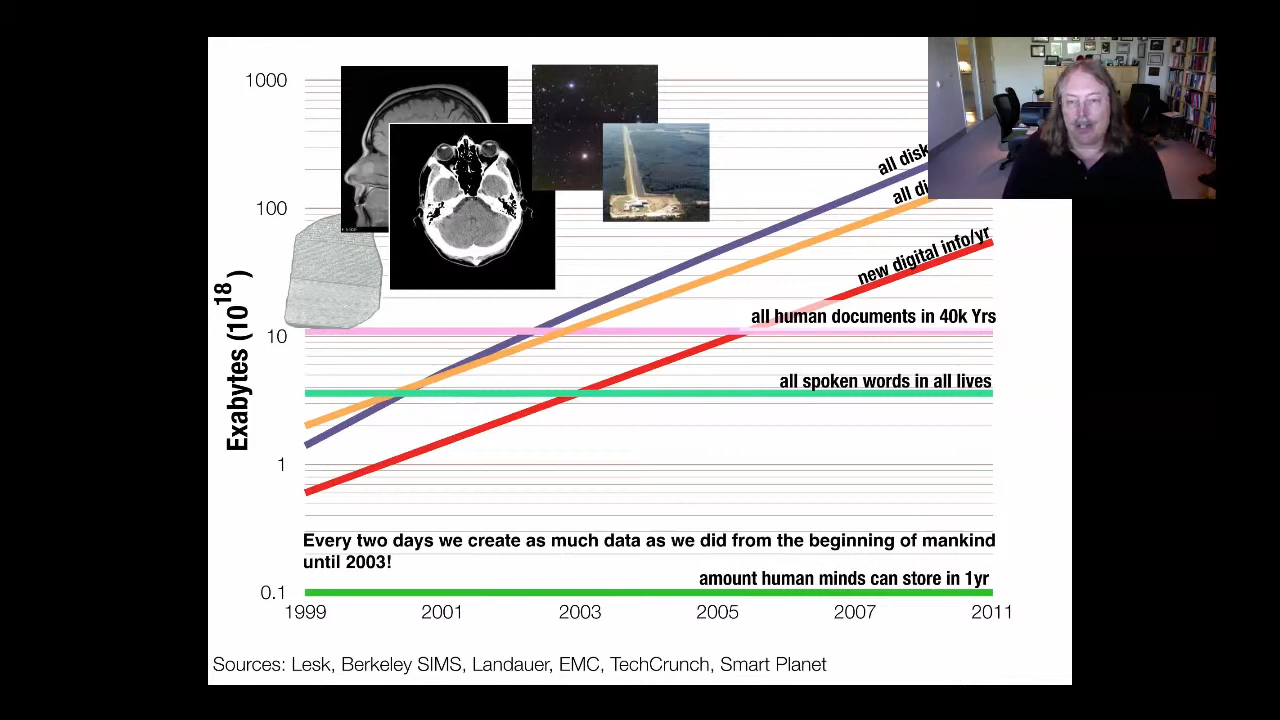 1000
all disk
all di
100
new digital info/yr
Exabytes (10^18)
all human documents in 40k Yrs
10
all spoken words in all lives
1
Every two days we create as much data as we did from the beginning of mankind
until 2003!
amount human minds can store in 1yr
0.1
1999 2001 2003 2005 2007 2011
Sources: Lesk, Berkeley SIMS, Landauer, EMC, TechCrunch, Smart Planet